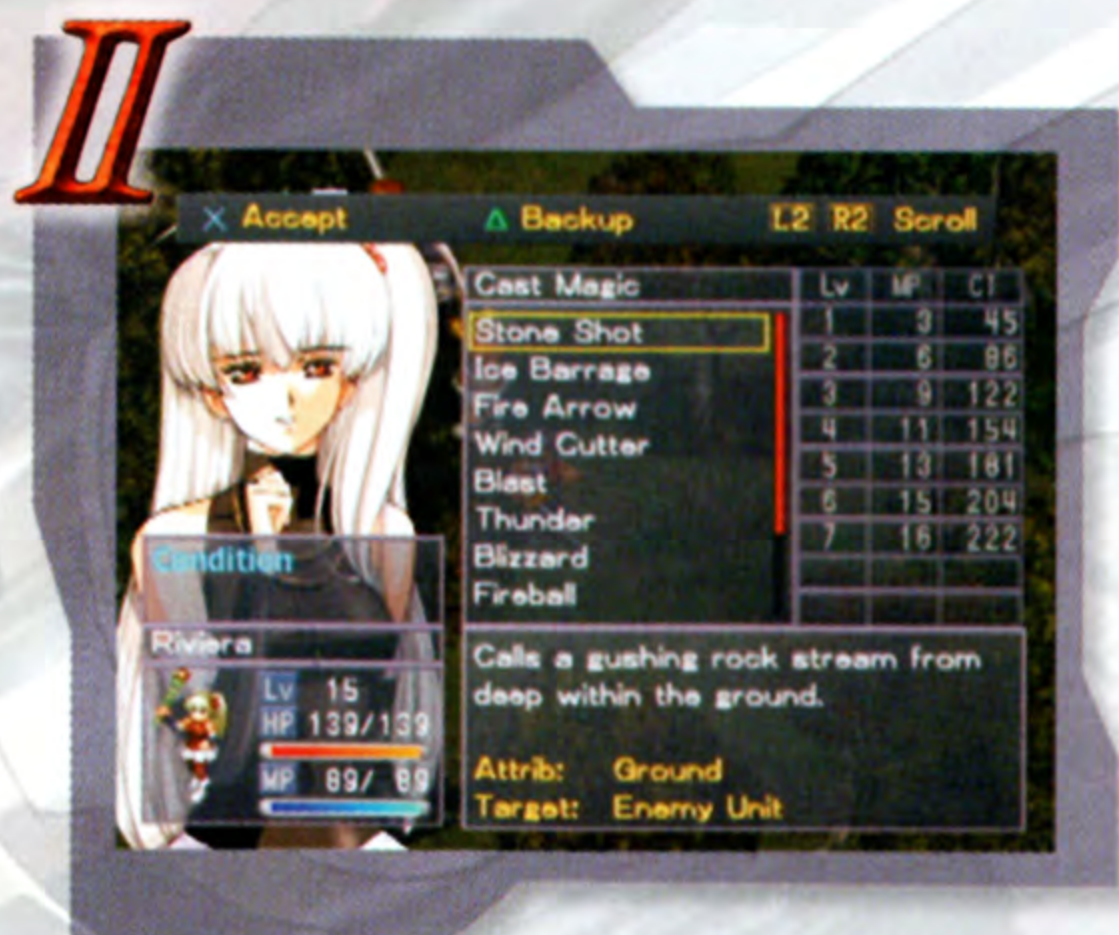 II
X Accept △ Backup L2 R2 Scroll
Cast Magic Lv MP CT
Stone Shot
Ice Barrage
Fire Arrow
Wind Cutter
Blast
Thunder
Blizzard
Fireball
1 3 45
2 6 86
3 9 122
4 11 154
5 13 181
6 15 204
7 16 222
Condition
Riviera
Lv 15
HP 139/139
MP 89/ 89
Calls a gushing rock stream from
deep within the ground.
Attrib: Ground
Target: Enemy Unit